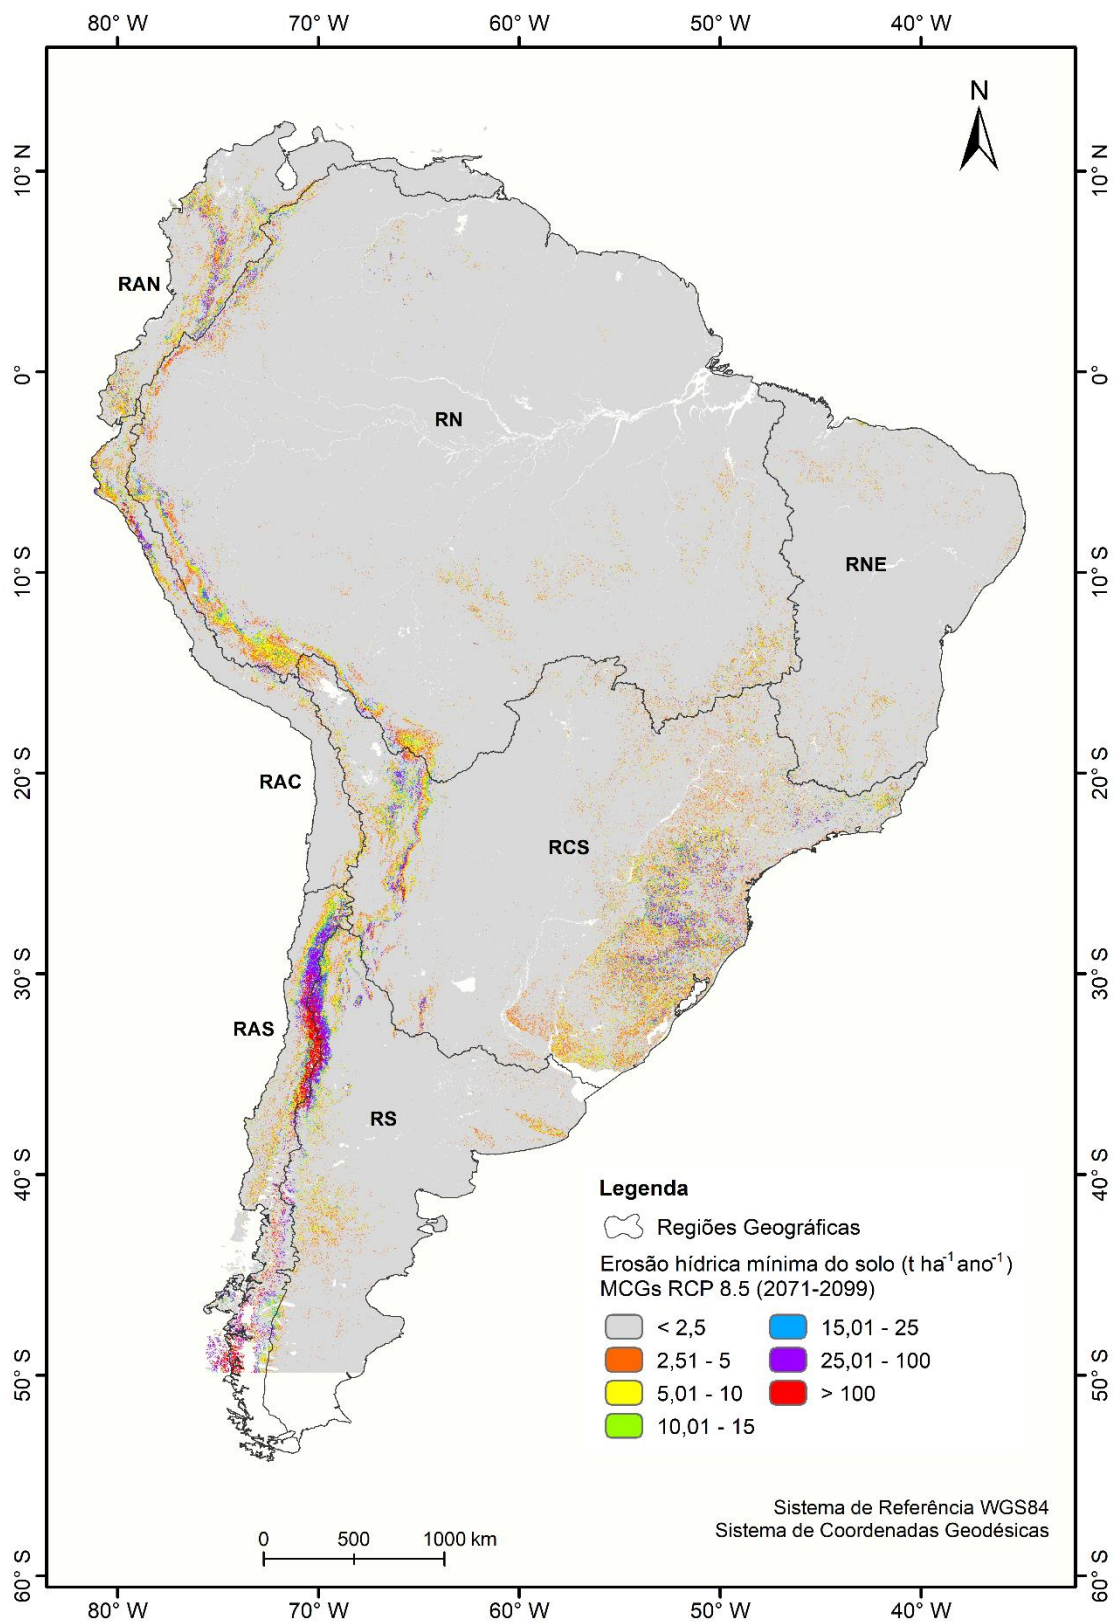 80° W 70° W 60° W 50° W 40° W
N
10° N 10° N
RAN
0° 0°
RN
10° S 10° S
RNE
20° S 20° S
RAC
RCS
30° S 30° S
RAS
RS
40° S 40° S
Legenda
Regiões Geográficas
Erosão hídrica mínima do solo (t ha⁻¹ ano⁻¹)
MCGs RCP 8.5 (2071-2099)
< 2,5 15,01 - 25
2,51 - 5 25,01 - 100
5,01 - 10 > 100
10,01 - 15
50° S 50° S
Sistema de Referência WGS84
Sistema de Coordenadas Geodésicas
0 500 1000 km
60° S 60° S
80° W 70° W 60° W 50° W 40° W